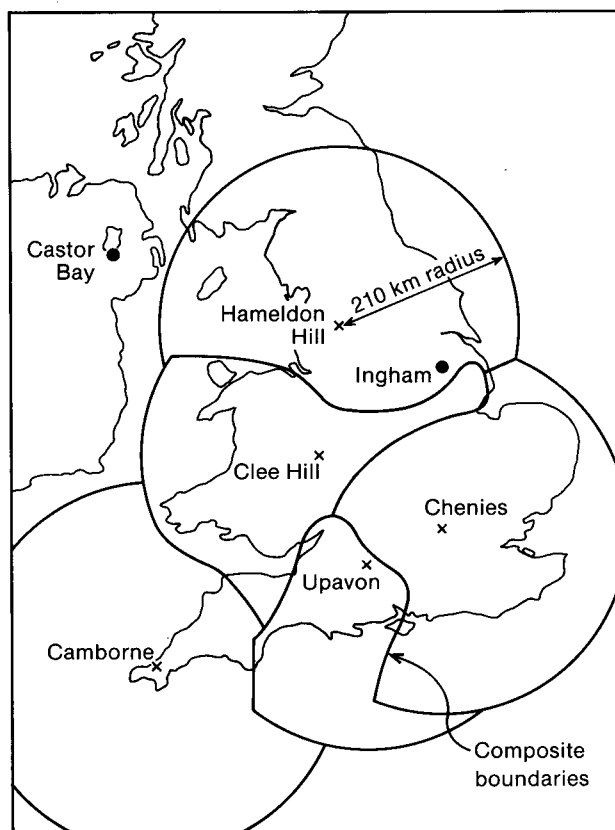 Castor
Bay
210 km radius
Hameldon
Hill
Ingham
Clee Hill
Chenies
Upavon
Camborne
Composite
boundaries